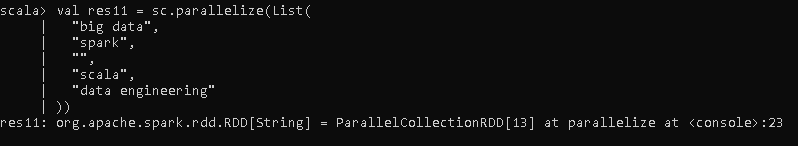 scala> val res11 = sc.parallelize(List(
     |   "big data",
     |   "spark",
     |   "",
     |   "scala",
     |   "data engineering"
     | ))
res11: org.apache.spark.rdd.RDD[String] = ParallelCollectionRDD[13] at parallelize at <console>:23